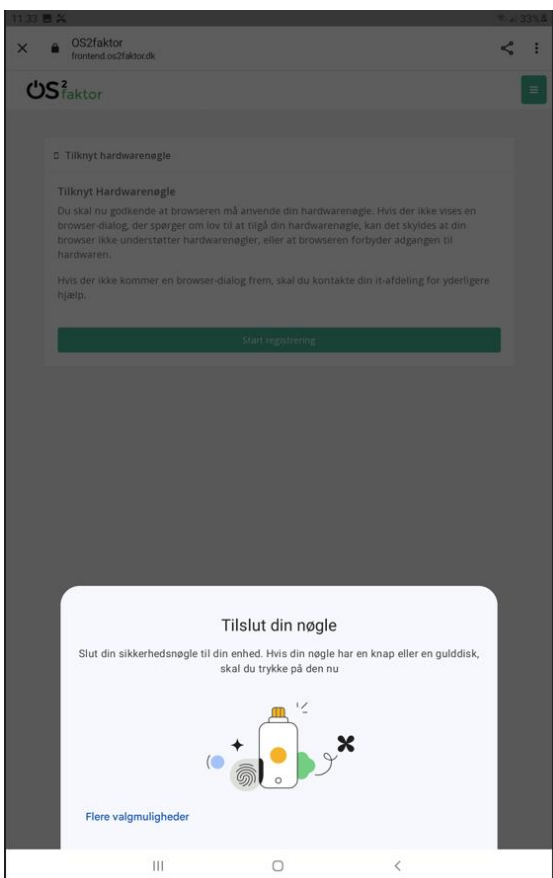 11.33
33%
OS2faktor
frontend.os2faktor.dk
OS2
faktor
Tilknyt hardwarenøgle
Tilknyt Hardwarenøgle
Du skal nu godkende at browseren må anvende din hardwarenøgle. Hvis der ikke vises en
browser-dialog, der spørger om lov til at tilgå din hardwarenøgle, kan det skyldes at din
browser ikke understøtter hardwarenøgler, eller at browseren forbyder adgangen til
hardwaren.
Hvis der ikke kommer en browser-dialog frem, skal du kontakte din it-afdeling for yderligere
hjælp.
Start registrering
Tilslut din nøgle
Slut din sikkerhedsnøgle til din enhed. Hvis din nøgle har en knap eller en gulddisk,
skal du trykke på den nu
Flere valgmuligheder